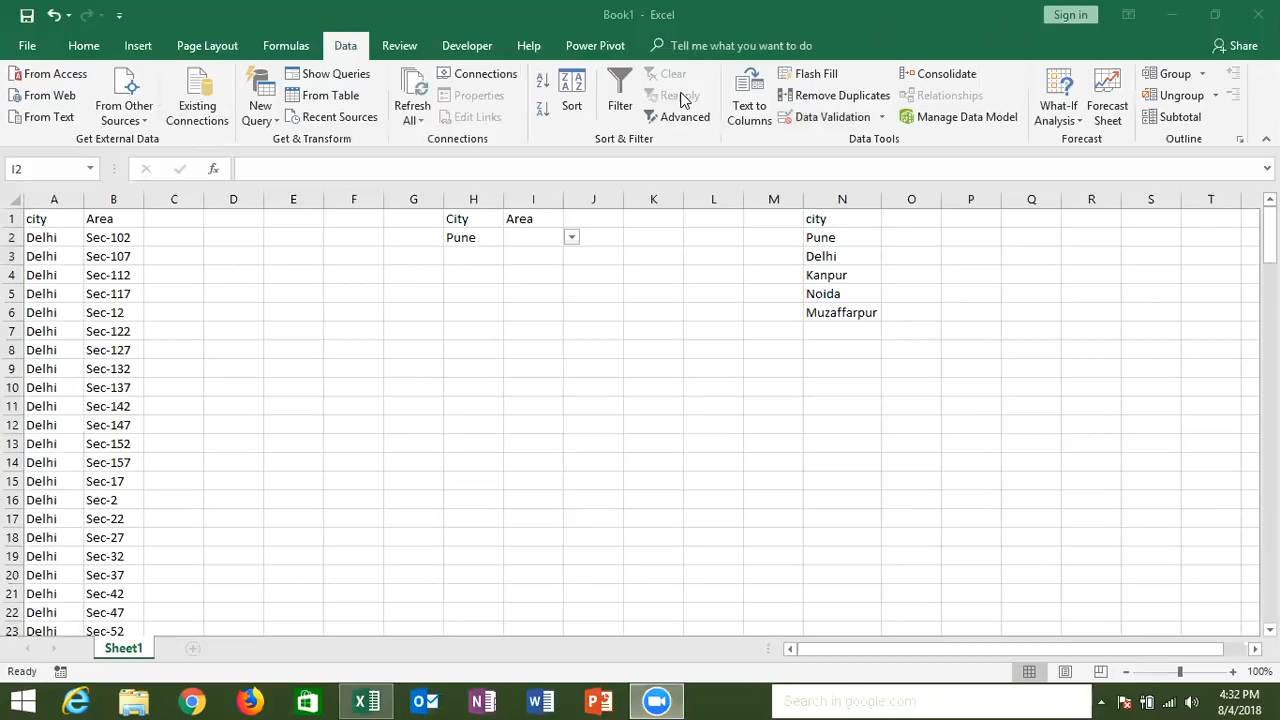 Book1 - Excel
Sign in
File Home Insert Page Layout Formulas Data Review Developer Help Power Pivot Tell me what you want to do Share
From Access
From Web
From Text
From Other Sources
Existing Connections
Get External Data
New Query
Show Queries
From Table
Recent Sources
Get & Transform
Refresh All
Connections
Properties
Edit Links
Connections
Sort
Filter
Clear
Reapply
Advanced
Sort & Filter
Text to Columns
Flash Fill
Remove Duplicates
Data Validation
Consolidate
Relationships
Manage Data Model
Data Tools
What-If Analysis
Forecast Sheet
Forecast
Group
Ungroup
Subtotal
Outline
I2 fx
A B C D E F G H I J K L M N O P Q R S T
1 city Area City Area city
2 Delhi Sec-102 Pune Pune
3 Delhi Sec-107 Delhi
4 Delhi Sec-112 Kanpur
5 Delhi Sec-117 Noida
6 Delhi Sec-12 Muzaffarpur
7 Delhi Sec-122
8 Delhi Sec-127
9 Delhi Sec-132
10 Delhi Sec-137
11 Delhi Sec-142
12 Delhi Sec-147
13 Delhi Sec-152
14 Delhi Sec-157
15 Delhi Sec-17
16 Delhi Sec-2
17 Delhi Sec-22
18 Delhi Sec-27
19 Delhi Sec-32
20 Delhi Sec-37
21 Delhi Sec-42
22 Delhi Sec-47
23 Delhi Sec-52
Sheet1
Ready 100%
Search in google.com
4:32 PM
8/4/2018